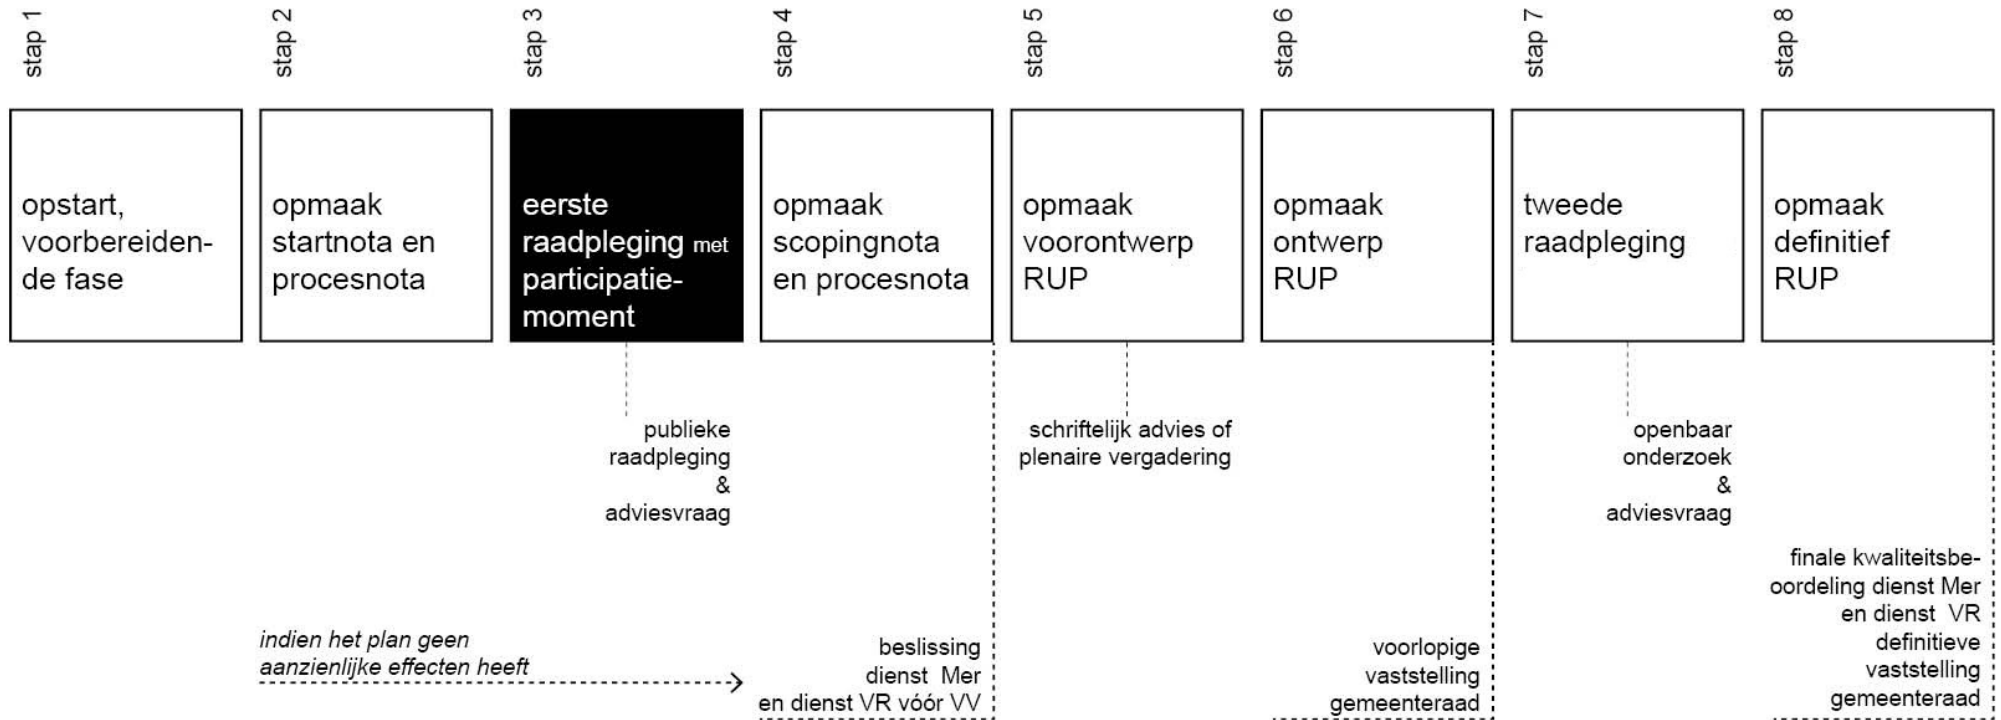 stap 1
stap 2
stap 3
stap 4
stap 5
stap 6
stap 7
stap 8
opstart,
voorbereiden-
de fase
opmaak
startnota en
procesnota
eerste
raadpleging met
participatie-
moment
opmaak
scopingnota
en procesnota
opmaak
voorontwerp
RUP
opmaak
ontwerp
RUP
tweede
raadpleging
opmaak
definitief
RUP
publieke
raadpleging
&
adviesvraag
schriftelijk advies of
plenaire vergadering
openbaar
onderzoek
&
adviesvraag
indien het plan geen
aanzienlijke effecten heeft
beslissing
dienst Mer
en dienst VR vóór VV
voorlopige
vaststelling
gemeenteraad
finale kwaliteitsbe-
oordeling dienst Mer
en dienst VR
definitieve
vaststelling
gemeenteraad